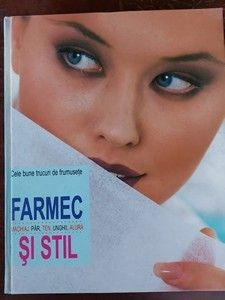 Cele bune trucuri de frumusețe
FARMEC
MACHIAJ, PĂR, TEN, UNGHII, ALURĂ
ȘI STIL